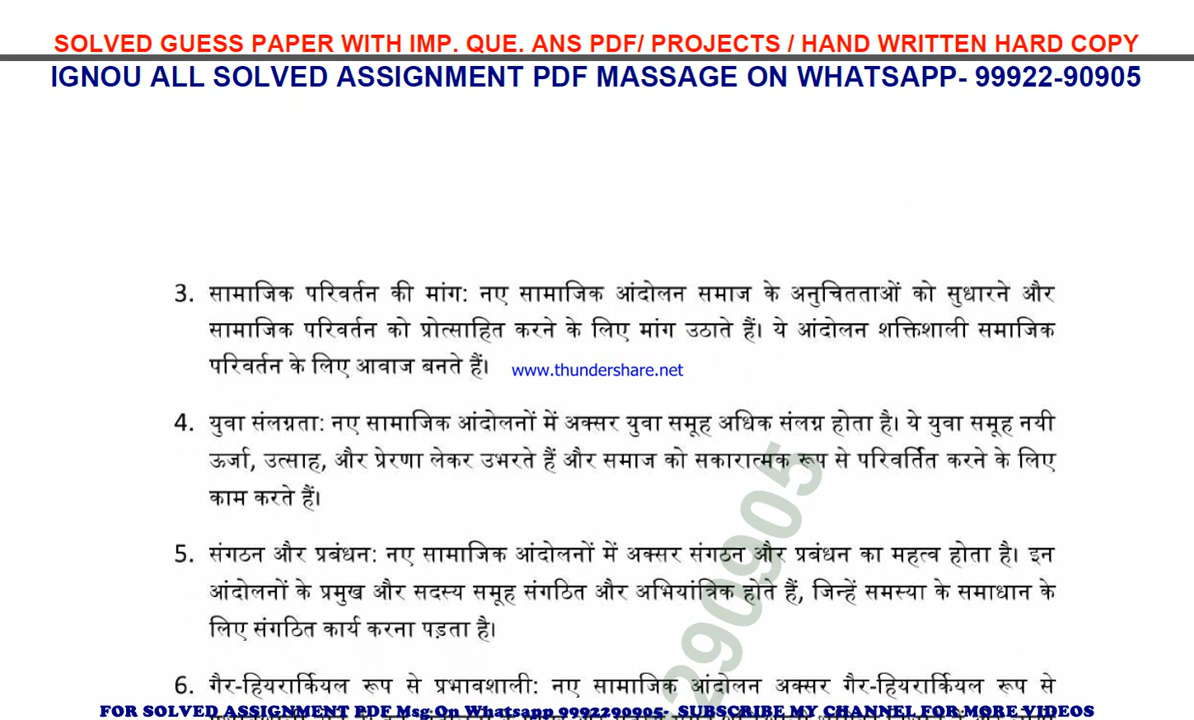 SOLVED GUESS PAPER WITH IMP. QUE. ANS PDF/ PROJECTS / HAND WRITTEN HARD COPY
IGNOU ALL SOLVED ASSIGNMENT PDF MASSAGE ON WHATSAPP- 99922-90905
3. सामाजिक परिवर्तन की मांग: नए सामाजिक आंदोलन समाज के अनुचितताओं को सुधारने और
सामाजिक परिवर्तन को प्रोत्साहित करने के लिए मांग उठाते हैं। ये आंदोलन शक्तिशाली समाजिक
परिवर्तन के लिए आवाज बनते हैं।
www.thundershare.net
4. युवा संलग्नता: नए सामाजिक आंदोलनों में अक्सर युवा समूह अधिक संलग्न होता है। ये युवा समूह नयी
ऊर्जा, उत्साह, और प्रेरणा लेकर उभरते हैं और समाज को सकारात्मक रूप से परिवर्तित करने के लिए
काम करते हैं।
5. संगठन और प्रबंधन: नए सामाजिक आंदोलनों में अक्सर संगठन और प्रबंधन का महत्व होता है। इन
आंदोलनों के प्रमुख और सदस्य समूह संगठित और अभियांत्रिक होते हैं, जिन्हें समस्या के समाधान के
लिए संगठित कार्य करना पड़ता है।
290905
6. गैर-हियरार्कियल रूप से प्रभावशाली: नए सामाजिक आंदोलन अक्सर गैर-हियरार्कियल रूप से
FOR SOLVED ASSIGNMENT PDF Msg On Whatsapp 9992290905- SUBSCRIBE MY CHANNEL FOR MORE VIDEOS